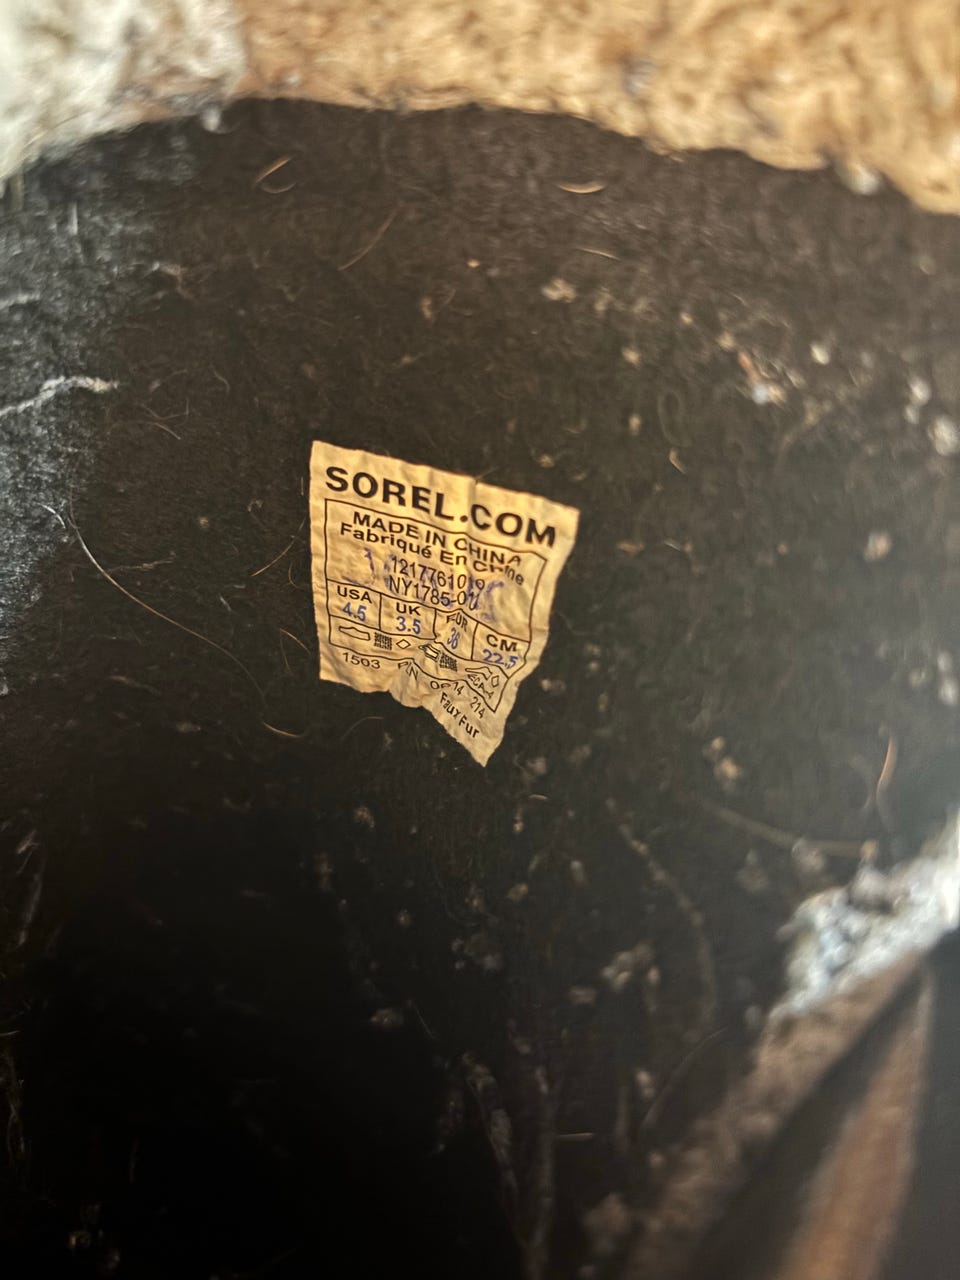 SOREL.COM
MADE IN CHINA
Fabriqué En Chine
NY1785-010
USA UK EUR CM
4.5 3.5 36 22.5
1503 214
Faux Fur